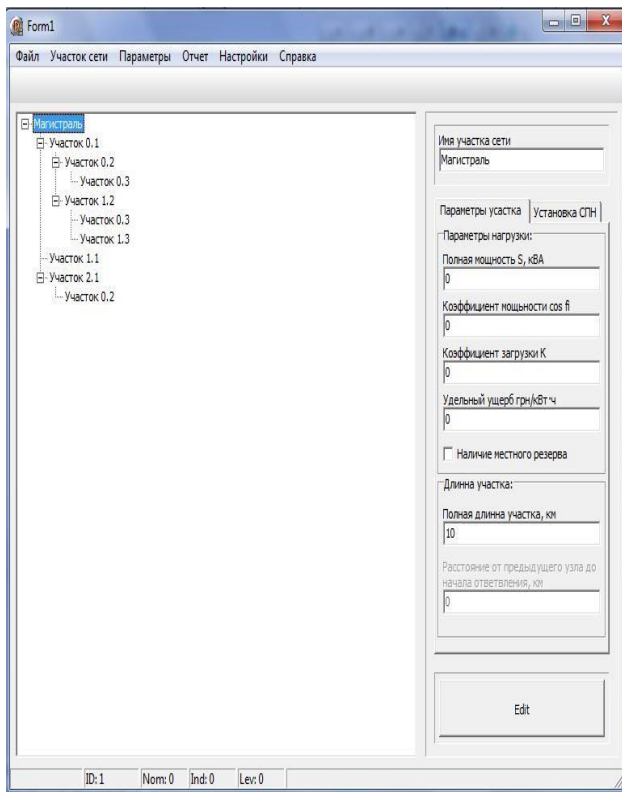 Form1
Файл Участок сети Параметры Отчет Настройки Справка
Магистраль
Участок 0.1
Участок 0.2
Участок 0.3
Участок 1.2
Участок 0.3
Участок 1.3
Участок 1.1
Участок 2.1
Участок 0.2
Имя участка сети
Магистраль
Параметры усастка Установка СПН
Параметры нагрузки:
Полная мощность S, кВА
0
Коэффициент мощьности cos fi
0
Коэффициент загрузки K
0
Удельный ущерб грн/кВт*ч
0
Наличие местного резерва
Длинна участка:
Полная длинна участка, км
10
Расстояние от предыдущего узла до
начала ответвления, км
0
Edit
ID: 1 Nom: 0 Ind: 0 Lev: 0